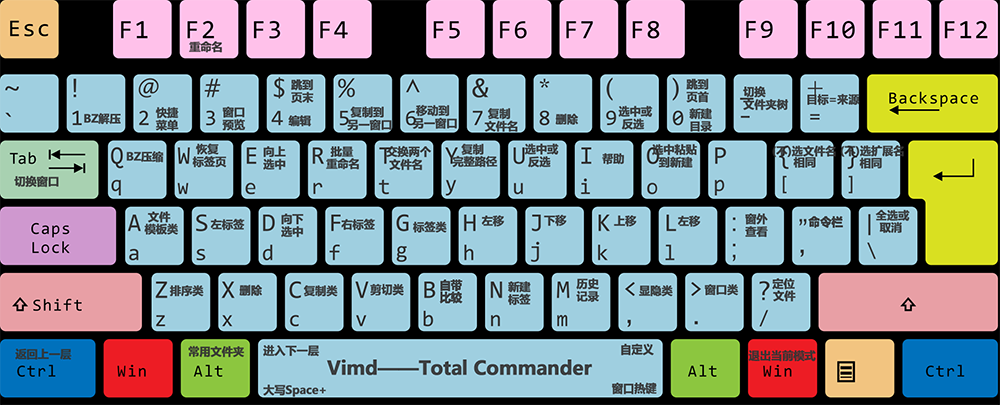 Esc F1 F2 F3 F4 F5 F6 F7 F8 F9 F10 F11 F12
重命名
~ ! @ # $ 跳到页末 % ^ & * ( ) 跳到页首 切换文件夹树 + Backspace
` 1 BZ解压 2 快捷菜单 3 窗口预览 4 编辑 5 复制到另一窗口 6 移动到另一窗口 7 复制文件名 8 删除 9 选中或反选 0 新建目录 - 目标=来源 =
Tab Q BZ压缩 W 恢复标签页 E 向上选中 R 批量重命名 T 交换两个文件名 Y 复制完整路径 U 选中或反选 I 帮助 O 选中粘贴到新建 P (不)选文件名相同 (不)选扩展名相同
切换窗口 q w e r t y u i o p [ ]
Caps Lock A 文件模板类 S 左标签 D 向下选中 F 右标签 G 标签类 H 左移 J 下移 K 上移 L 左移 : 窗外查看 " 命令栏 | 全选或取消
a s d f g h j k l ; , \
Shift Z 排序类 X 删除 C 复制类 V 剪切类 B 自带比较 N 新建标签 M 历史记录 < 显隐类 > 窗口类 ? 定位文件
z x c v b n m , . /
返回上一层 常用文件夹 进入下一层 自定义 退出当前模式
Ctrl Win Alt Vimd——Total Commander Alt Win Ctrl
大写Space+ 窗口热键